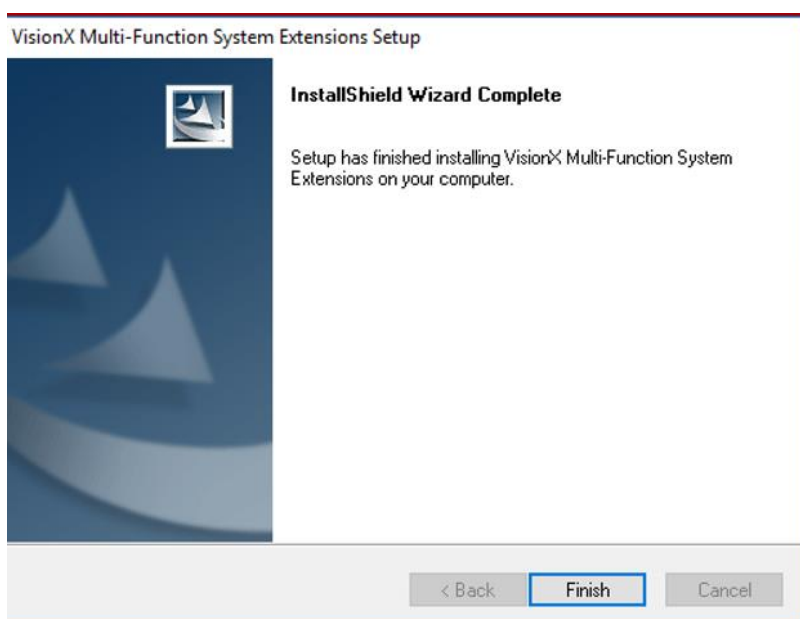 VisionX Multi-Function System Extensions Setup
InstallShield Wizard Complete
Setup has finished installing VisionX Multi-Function System
Extensions on your computer.
< Back
Finish
Cancel